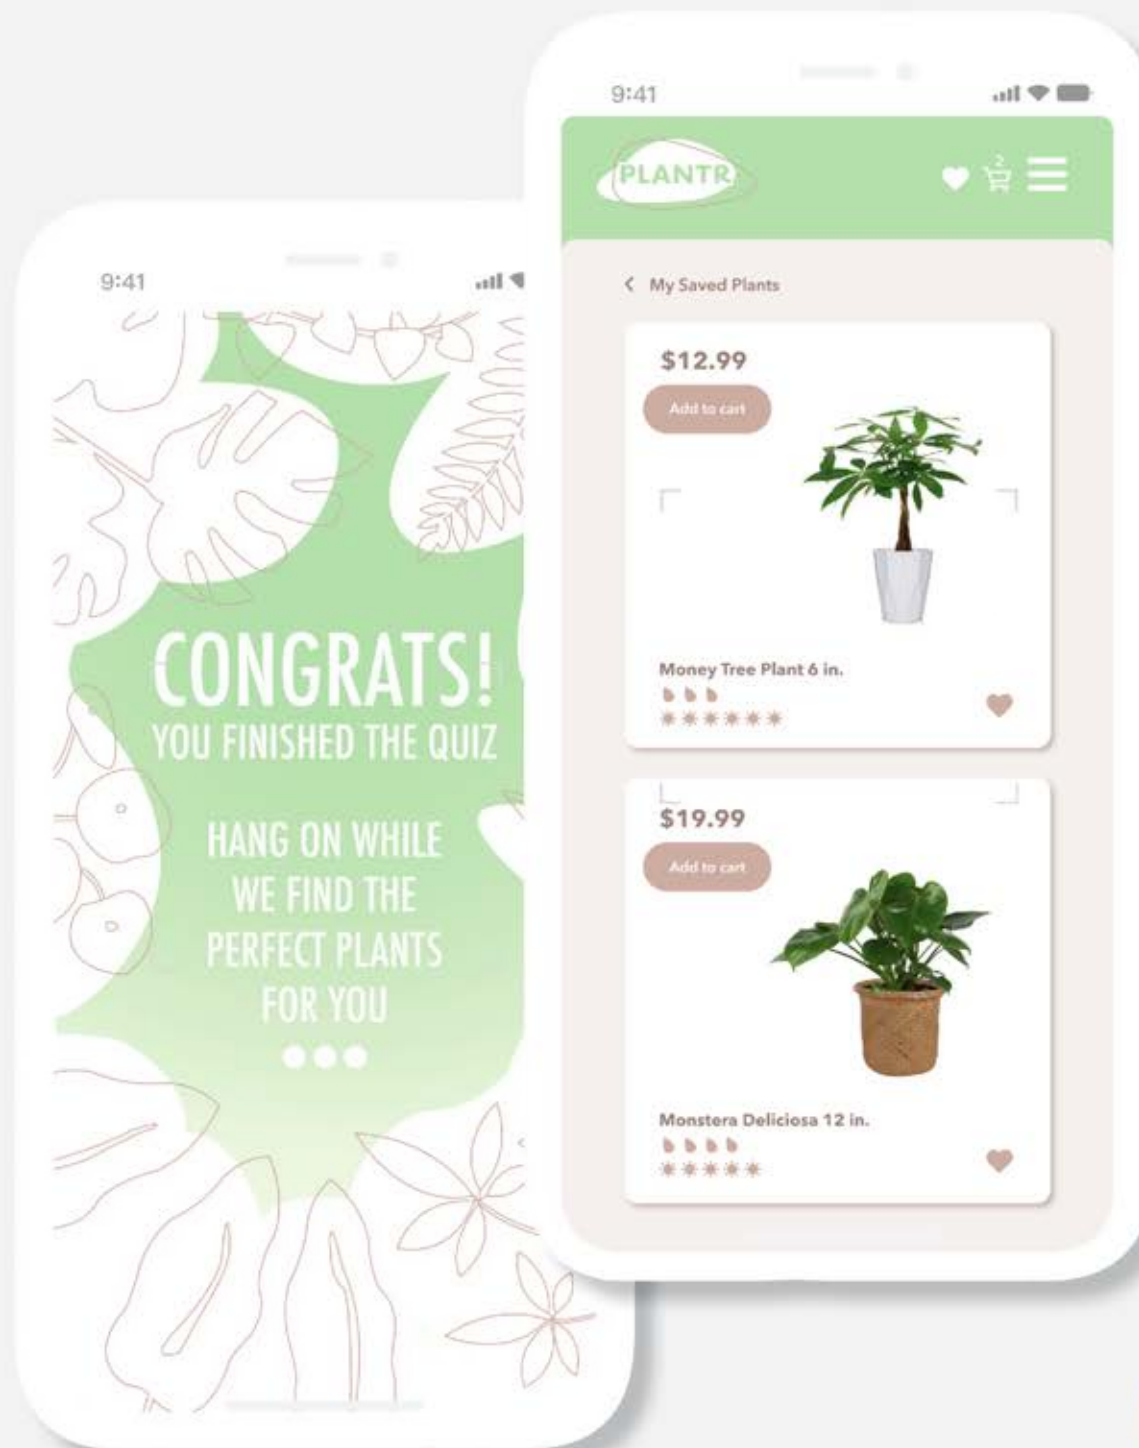 9:41
CONGRATS!
YOU FINISHED THE QUIZ
HANG ON WHILE
WE FIND THE
PERFECT PLANTS
FOR YOU
9:41
PLANTR
2
My Saved Plants
$12.99
Add to cart
Money Tree Plant 6 in.
$19.99
Add to cart
Monstera Deliciosa 12 in.